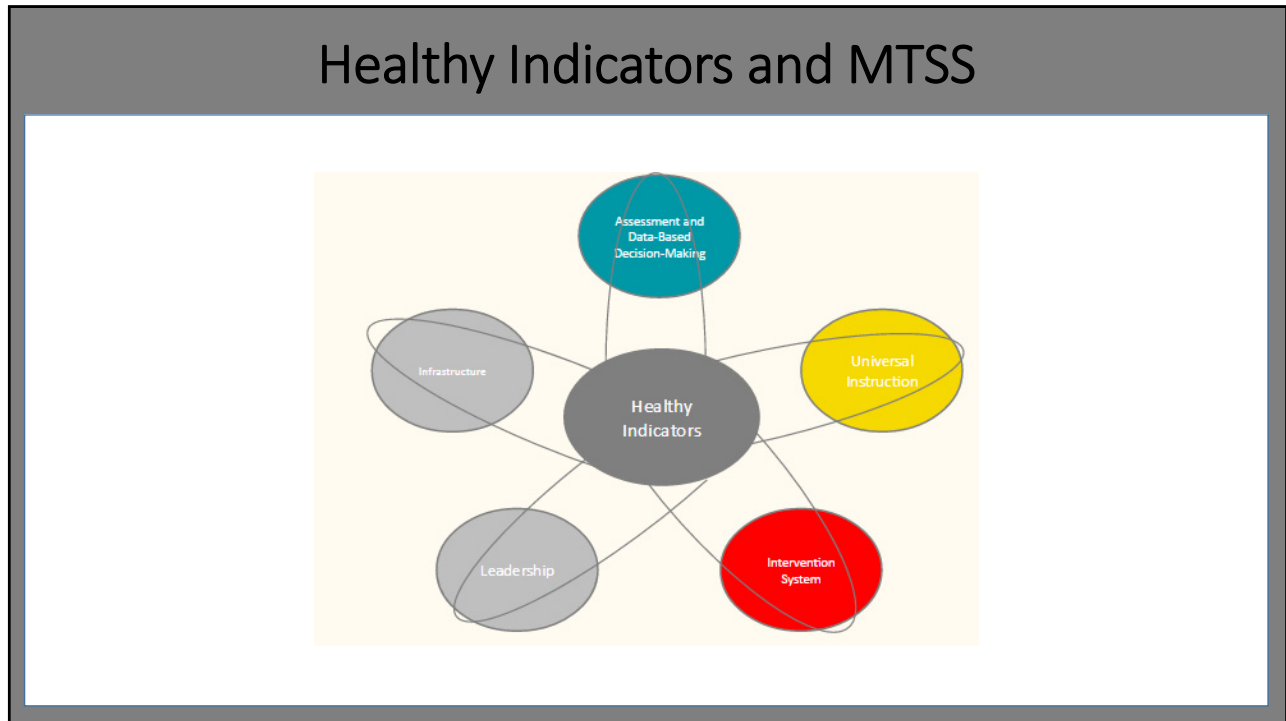 Healthy Indicators and MTSS
Assessment and
Data-Based
Decision-Making
Infrastructure
Universal
Instruction
Healthy
Indicators
Leadership
Intervention
System